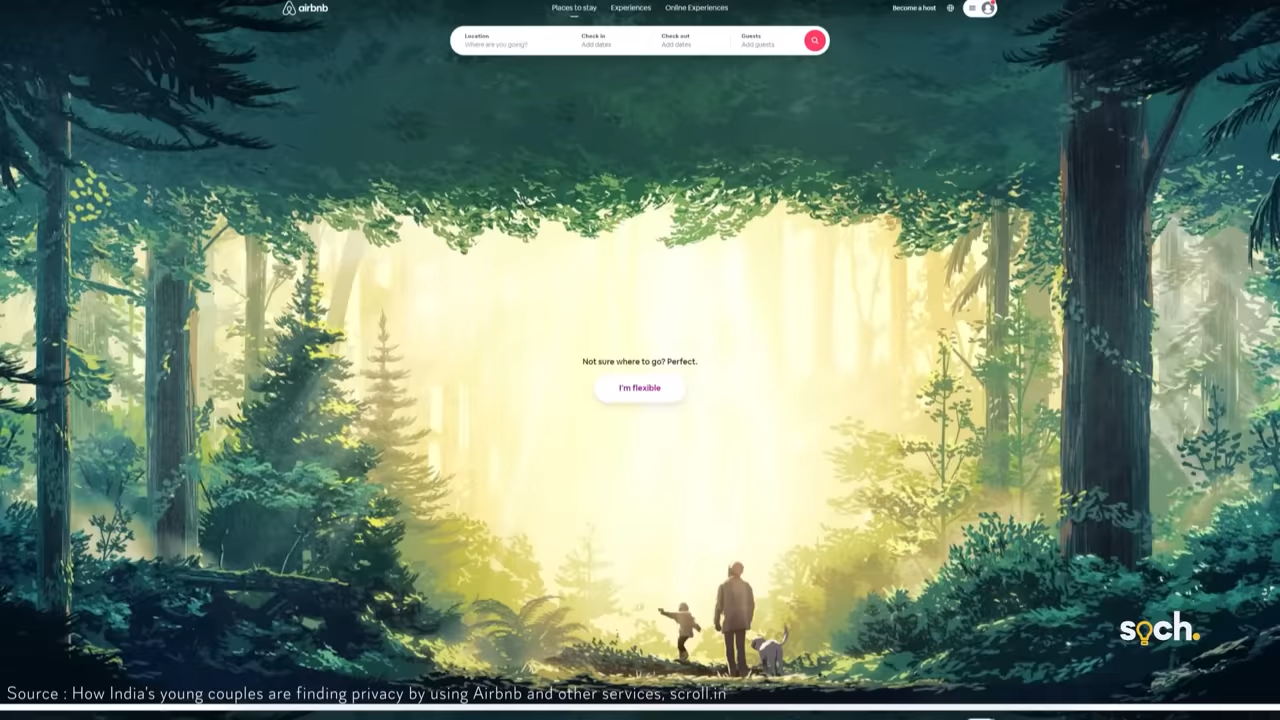 airbnb
Places to stay Experiences Online Experiences
Become a host
Location
Where are you going?
Check in
Add dates
Check out
Add dates
Guests
Add guests
Not sure where to go? Perfect.
I'm flexible
soch.
Source : How India's young couples are finding privacy by using Airbnb and other services, scroll.in